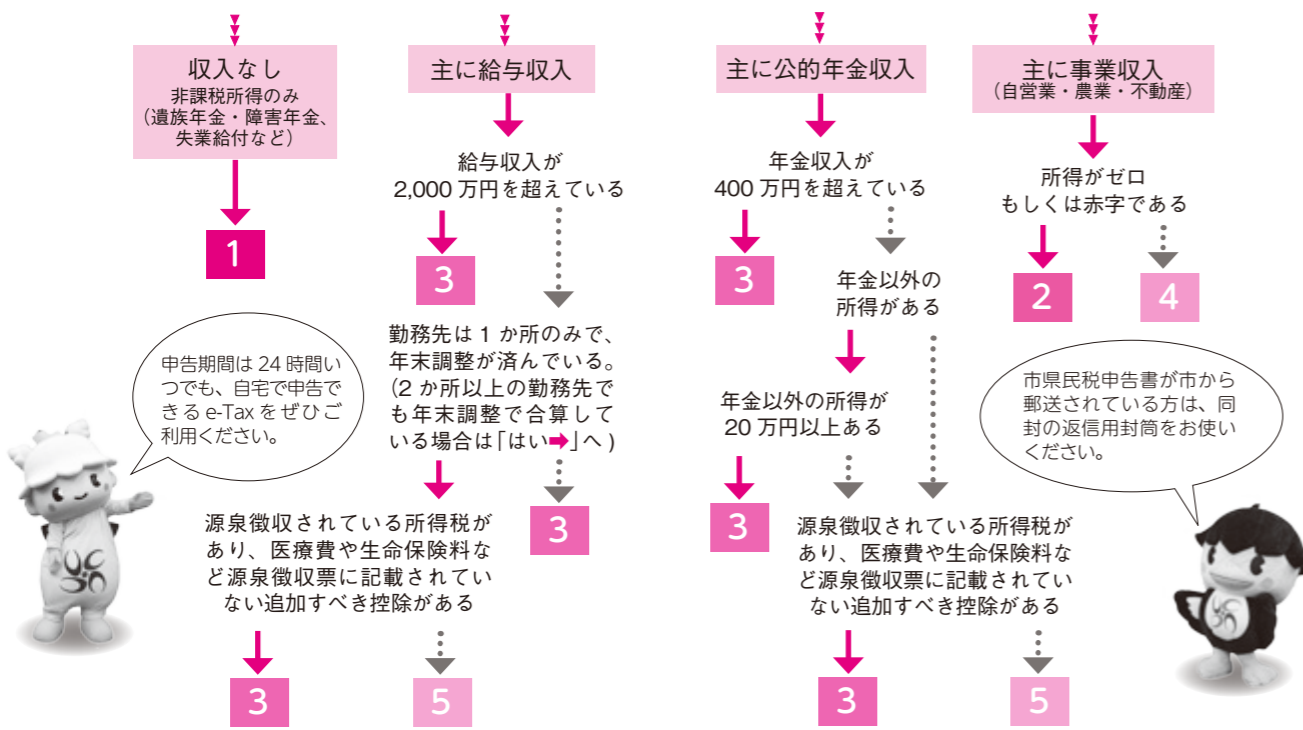 収入なし
非課税所得のみ
（遺族年金・障害年金、
失業給付など）
1
主に給与収入
給与収入が
2,000 万円を超えている
3
勤務先は 1 か所のみで、
年末調整が済んでいる。
（2 か所以上の勤務先で
も年末調整で合算して
いる場合は「はい➡」へ )
3
源泉徴収されている所得税が
あり、医療費や生命保険料な
ど源泉徴収票に記載されてい
ない追加すべき控除がある
3
5
主に公的年金収入
年金収入が
400 万円を超えている
3
年金以外の
所得がある
年金以外の所得が
20 万円以上ある
3
源泉徴収されている所得税が
あり、医療費や生命保険料な
ど源泉徴収票に記載されてい
ない追加すべき控除がある
3
5
主に事業収入
（自営業・農業・不動産）
所得がゼロ
もしくは赤字である
2
4
申告期間は 24 時間い
つでも、自宅で申告で
きる e-Tax をぜひご
利用ください。
市県民税申告書が市から
郵送されている方は、同
封の返信用封筒をお使い
ください。